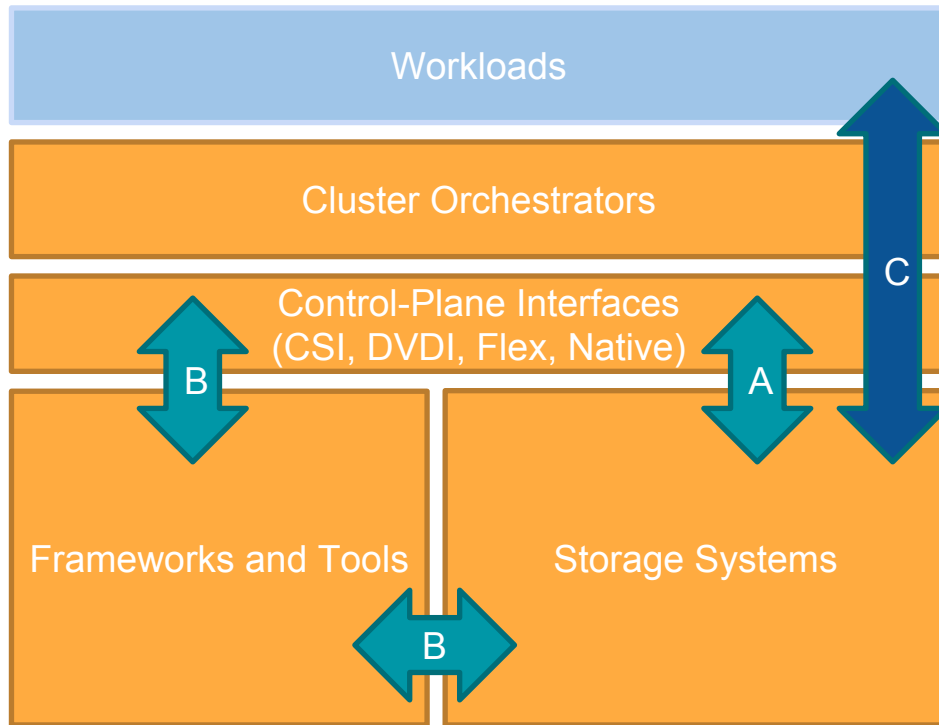 Workloads
Cluster Orchestrators
C
Control-Plane Interfaces
(CSI, DVDI, Flex, Native)
B
A
Frameworks and Tools
Storage Systems
B